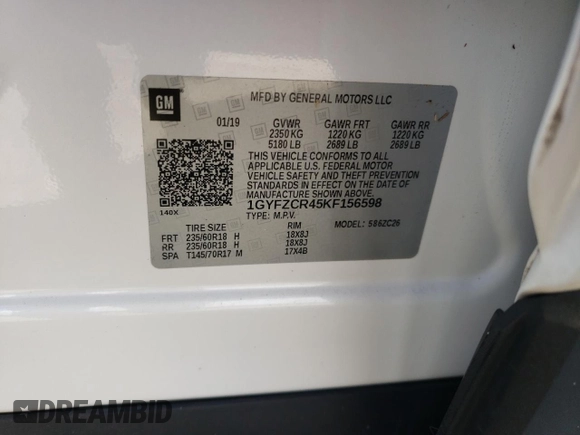 GM
MFD BY GENERAL MOTORS LLC
01/19 GVWR GAWR FRT GAWR RR
2350 KG 1220 KG 1220 KG
5180 LB 2689 LB 2689 LB
THIS VEHICLE CONFORMS TO ALL
APPLICABLE U.S. FEDERAL MOTOR
VEHICLE SAFETY AND THEFT
PREVENTION STANDARDS IN EFFECT ON
THE DATE OF MANUFACTURE SHOWN ABOVE.
1GYFZCR45KF156598
140X TYPE: M.P.V. MODEL: 586ZC26
TIRE SIZE RIM
FRT 235/60R18 H 18X8J
RR 235/60R18 H 18X8J
SPA T145/70R17 M 17X4B
DREAMBID